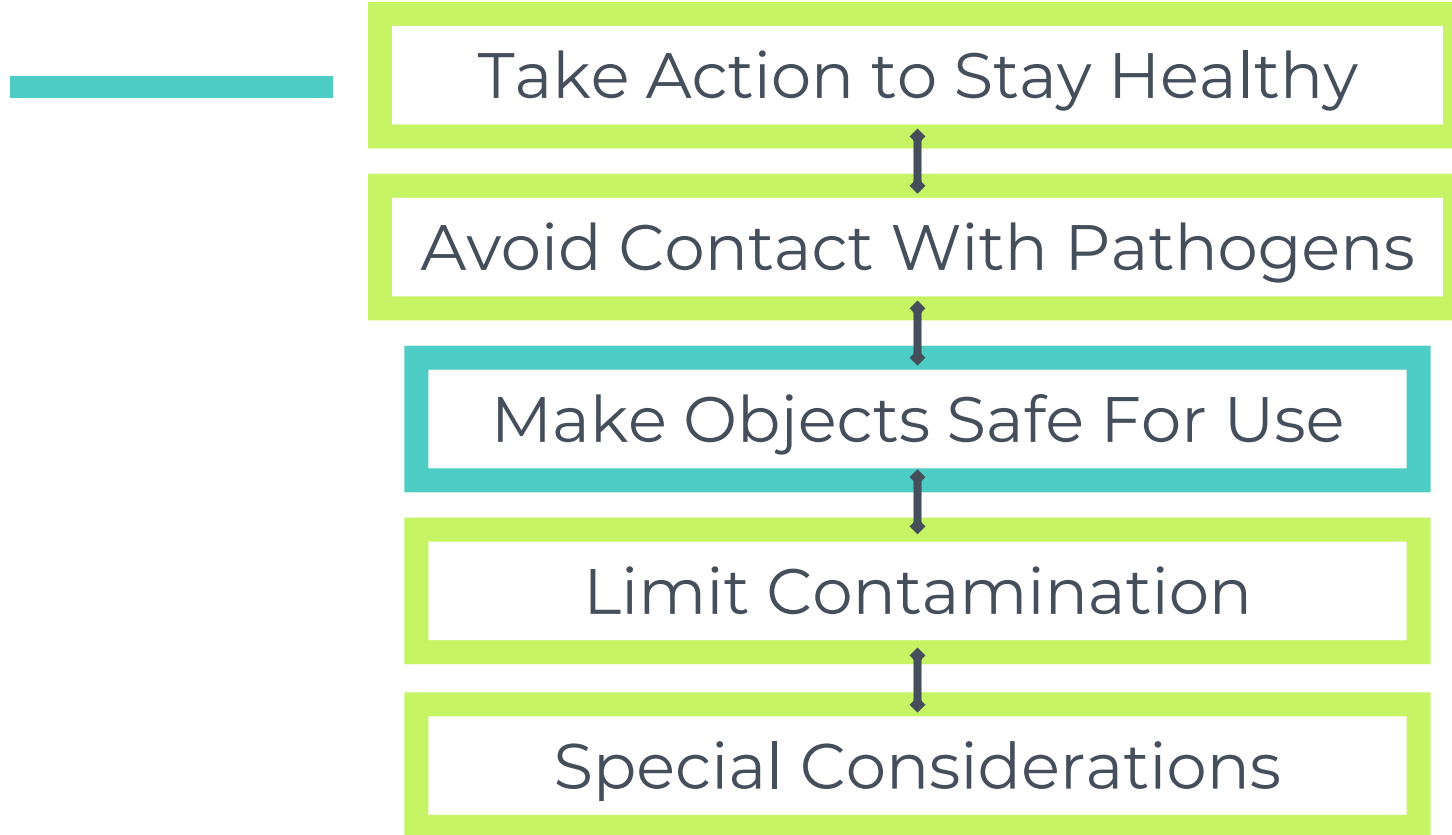 Take Action to Stay Healthy
Avoid Contact With Pathogens
Make Objects Safe For Use
Limit Contamination
Special Considerations